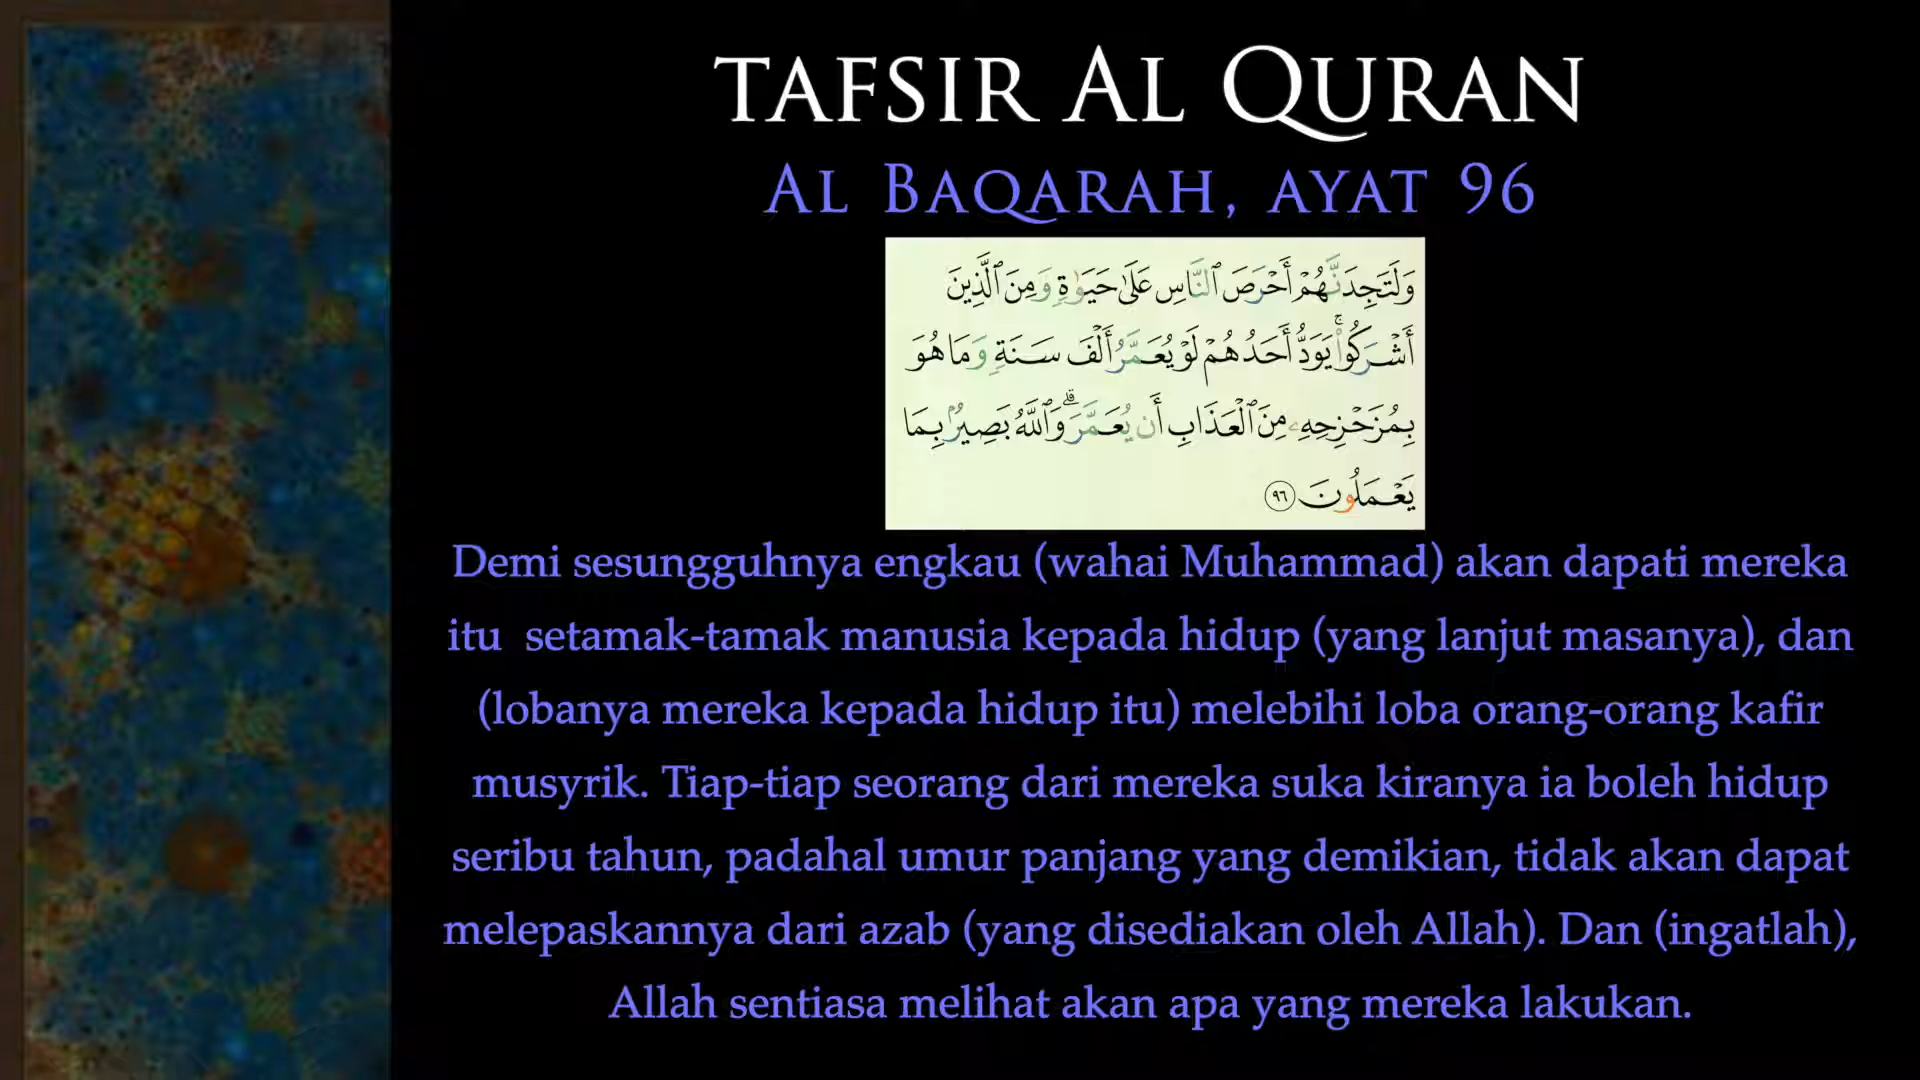 TAFSIR AL QURAN
AL BAQARAH, AYAT 96
وَلَتَجِدَنَّهُمْ أَحْرَصَ ٱلنَّاسِ عَلَىٰ حَيَوٰةٍ وَمِنَ ٱلَّذِينَ
أَشْرَكُوا۟ ۚ يَوَدُّ أَحَدُهُمْ لَوْ يُعَمَّرُ أَلْفَ سَنَةٍ وَمَا هُوَ
بِمُزَحْزِحِهِۦ مِنَ ٱلْعَذَابِ أَن يُعَمَّرَ ۗ وَٱللَّهُ بَصِيرٌۢ بِمَا
يَعْمَلُونَ ٩٦
Demi sesungguhnya engkau (wahai Muhammad) akan dapati mereka
itu setamak-tamak manusia kepada hidup (yang lanjut masanya), dan
(lobanya mereka kepada hidup itu) melebihi loba orang-orang kafir
musyrik. Tiap-tiap seorang dari mereka suka kiranya ia boleh hidup
seribu tahun, padahal umur panjang yang demikian, tidak akan dapat
melepaskannya dari azab (yang disediakan oleh Allah). Dan (ingatlah),
Allah sentiasa melihat akan apa yang mereka lakukan.